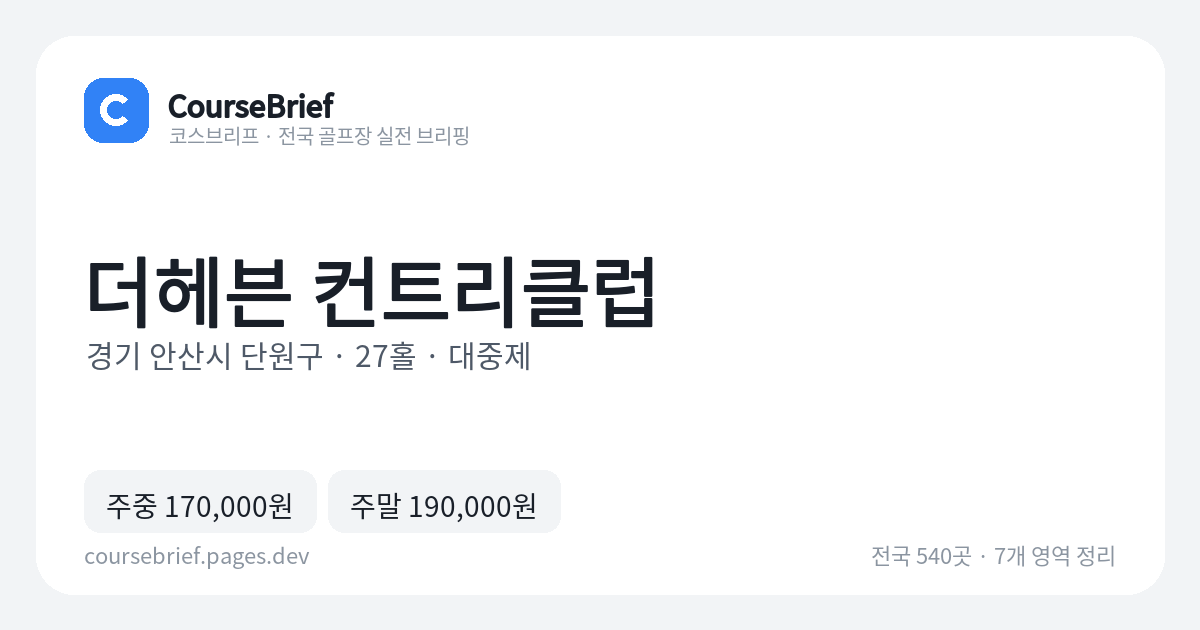 CourseBrief
코스브리프 · 전국 골프장 실전 브리핑
더헤븐 컨트리클럽
경기 안산시 단원구 · 27홀 · 대중제
주중 170,000원
주말 190,000원
coursebrief.pages.dev
전국 540곳 · 7개 영역 정리